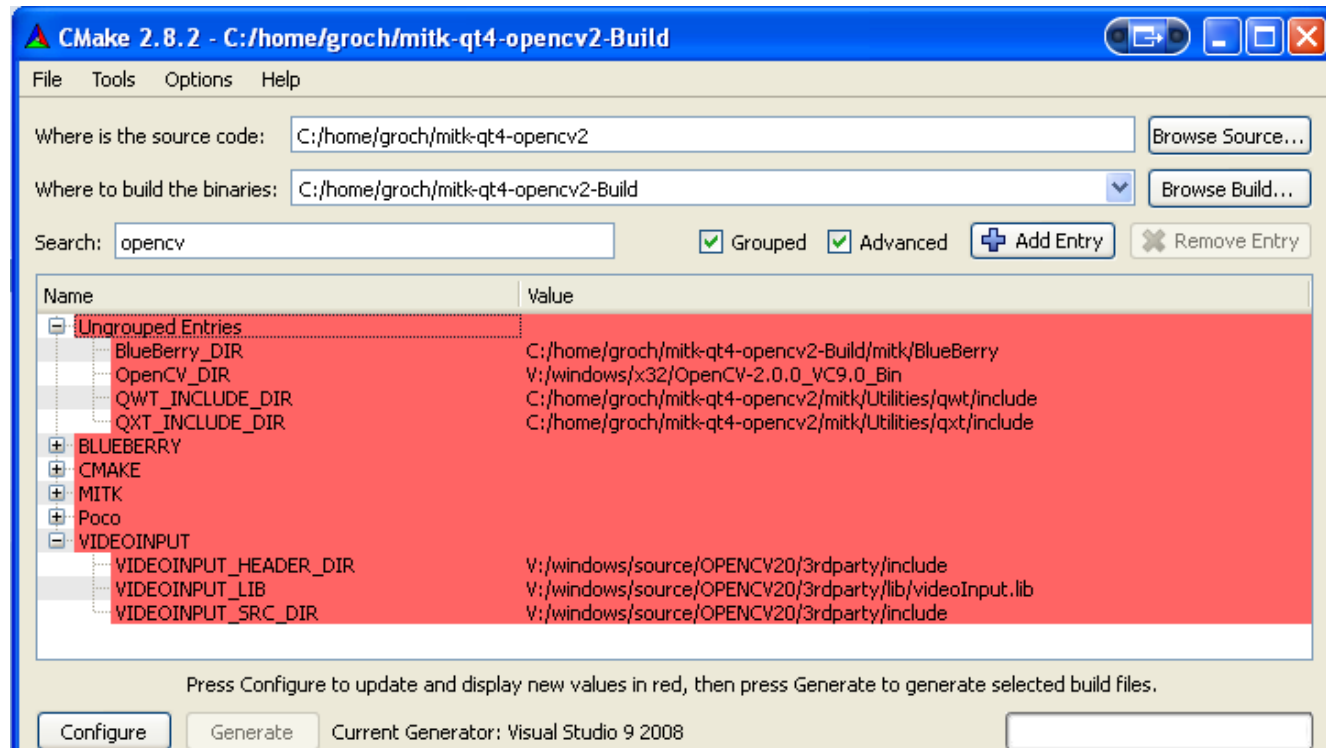 CMake 2.8.2 - C:/home/groch/mitk-qt4-opencv2-Build
File Tools Options Help
Where is the source code: C:/home/groch/mitk-qt4-opencv2 Browse Source...
Where to build the binaries: C:/home/groch/mitk-qt4-opencv2-Build Browse Build...
Search: opencv Grouped Advanced Add Entry Remove Entry
Name Value
Ungrouped Entries
BlueBerry_DIR C:/home/groch/mitk-qt4-opencv2-Build/mitk/BlueBerry
OpenCV_DIR V:/windows/x32/OpenCV-2.0.0_VC9.0_Bin
QWT_INCLUDE_DIR C:/home/groch/mitk-qt4-opencv2/mitk/Utilities/qwt/include
QXT_INCLUDE_DIR C:/home/groch/mitk-qt4-opencv2/mitk/Utilities/qxt/include
BLUEBERRY
CMAKE
MITK
Poco
VIDEOINPUT
VIDEOINPUT_HEADER_DIR V:/windows/source/OPENCV20/3rdparty/include
VIDEOINPUT_LIB V:/windows/source/OPENCV20/3rdparty/lib/videoInput.lib
VIDEOINPUT_SRC_DIR V:/windows/source/OPENCV20/3rdparty/include
Press Configure to update and display new values in red, then press Generate to generate selected build files.
Configure Generate Current Generator: Visual Studio 9 2008